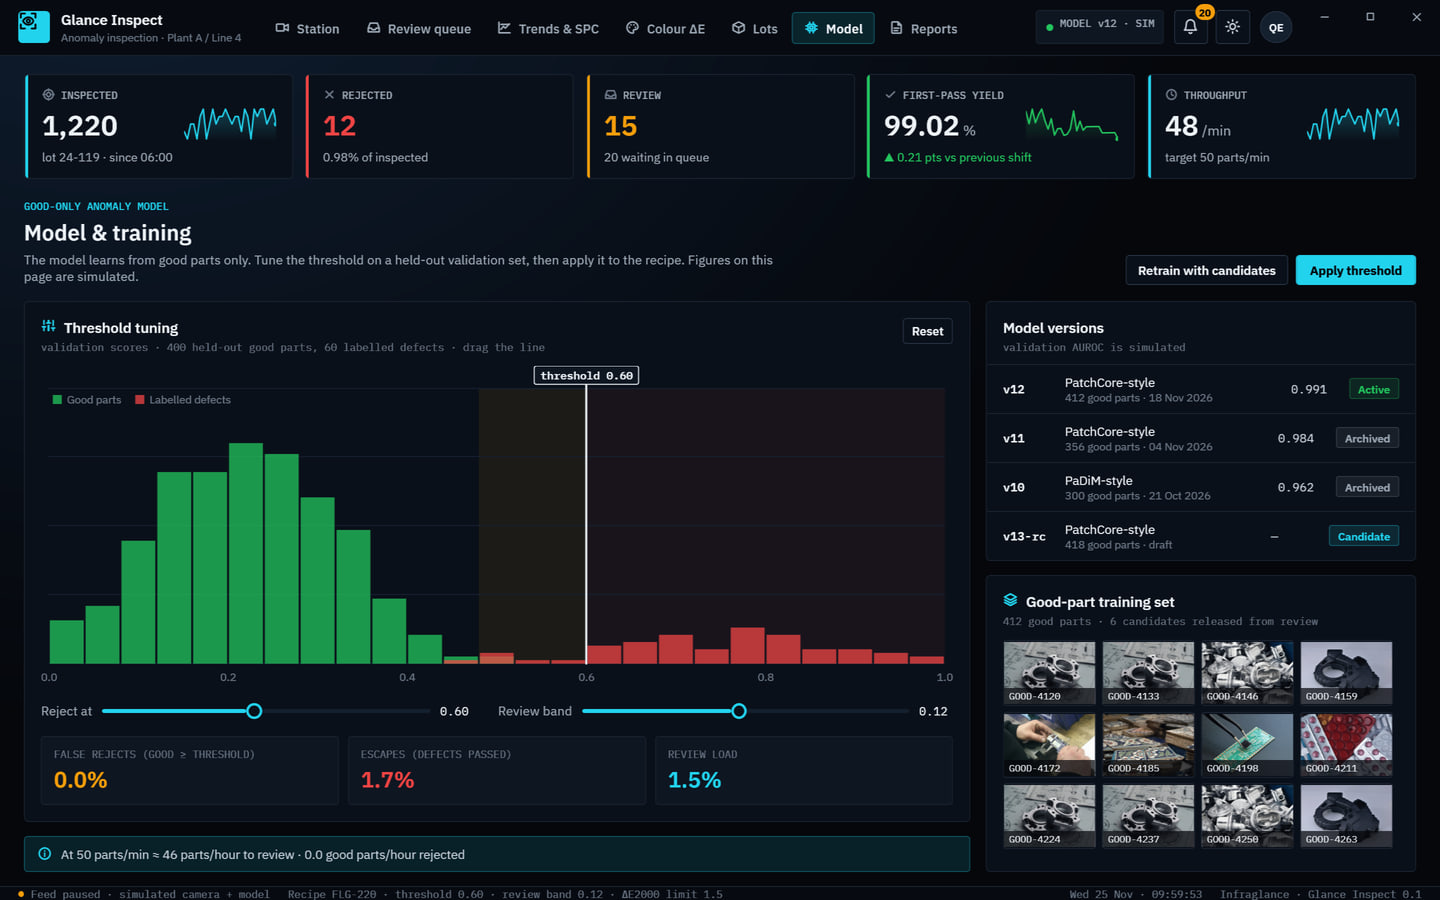 Glance Inspect
Anomaly inspection · Plant A / Line 4
Station
Review queue
Trends & SPC
Colour ΔE
Lots
Model
Reports
MODEL v12 · SIM
20
QE
INSPECTED
1,220
lot 24-119 · since 06:00
REJECTED
12
0.98% of inspected
REVIEW
15
20 waiting in queue
FIRST-PASS YIELD
99.02 %
▲ 0.21 pts vs previous shift
THROUGHPUT
48 /min
target 50 parts/min
GOOD-ONLY ANOMALY MODEL
Model & training
The model learns from good parts only. Tune the threshold on a held-out validation set, then apply it to the recipe. Figures on this
page are simulated.
Retrain with candidates
Apply threshold
Threshold tuning
validation scores · 400 held-out good parts, 60 labelled defects · drag the line
Reset
threshold 0.60
Good parts
Labelled defects
0.0 0.2 0.4 0.6 0.8 1.0
Reject at 0.60
Review band 0.12
FALSE REJECTS (GOOD ≥ THRESHOLD)
0.0%
ESCAPES (DEFECTS PASSED)
1.7%
REVIEW LOAD
1.5%
At 50 parts/min ≈ 46 parts/hour to review · 0.0 good parts/hour rejected
Model versions
validation AUROC is simulated
v12 PatchCore-style 0.991 Active
412 good parts · 18 Nov 2026
v11 PatchCore-style 0.984 Archived
356 good parts · 04 Nov 2026
v10 PaDiM-style 0.962 Archived
300 good parts · 21 Oct 2026
v13-rc PatchCore-style – Candidate
418 good parts · draft
Good-part training set
412 good parts · 6 candidates released from review
GOOD-4120 GOOD-4133 GOOD-4146 GOOD-4159
GOOD-4172 GOOD-4185 GOOD-4198 GOOD-4211
GOOD-4224 GOOD-4237 GOOD-4250 GOOD-4263
Feed paused · simulated camera + model Recipe FLG-220 · threshold 0.60 · review band 0.12 · ΔE2000 limit 1.5
Wed 25 Nov · 09:59:53 Infraglance · Glance Inspect 0.1